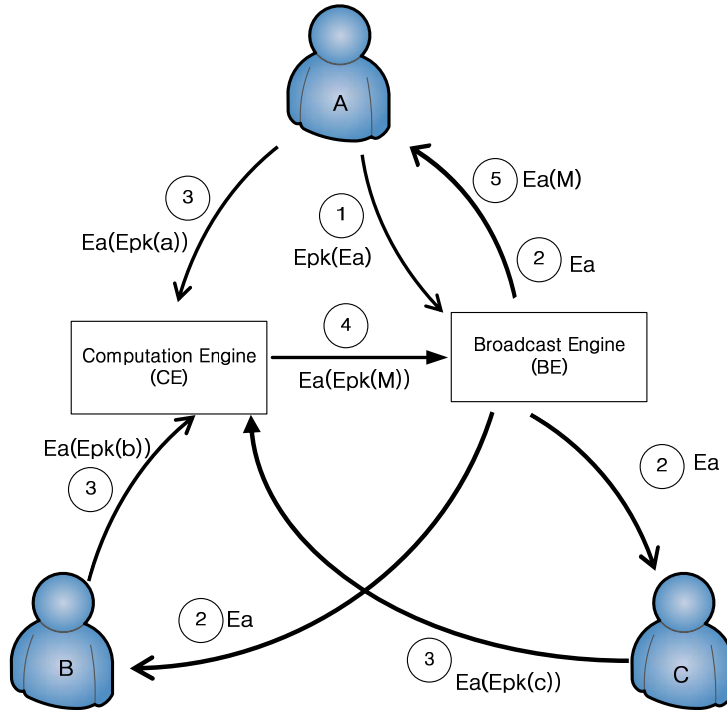 A
3
Ea(Epk(a))
1
Epk(Ea)
5 Ea(M)
2 Ea
Computation Engine
(CE)
4
Ea(Epk(M))
Broadcast Engine
(BE)
Ea(Epk(b))
3
2 Ea
2 Ea
3
Ea(Epk(c))
B
C